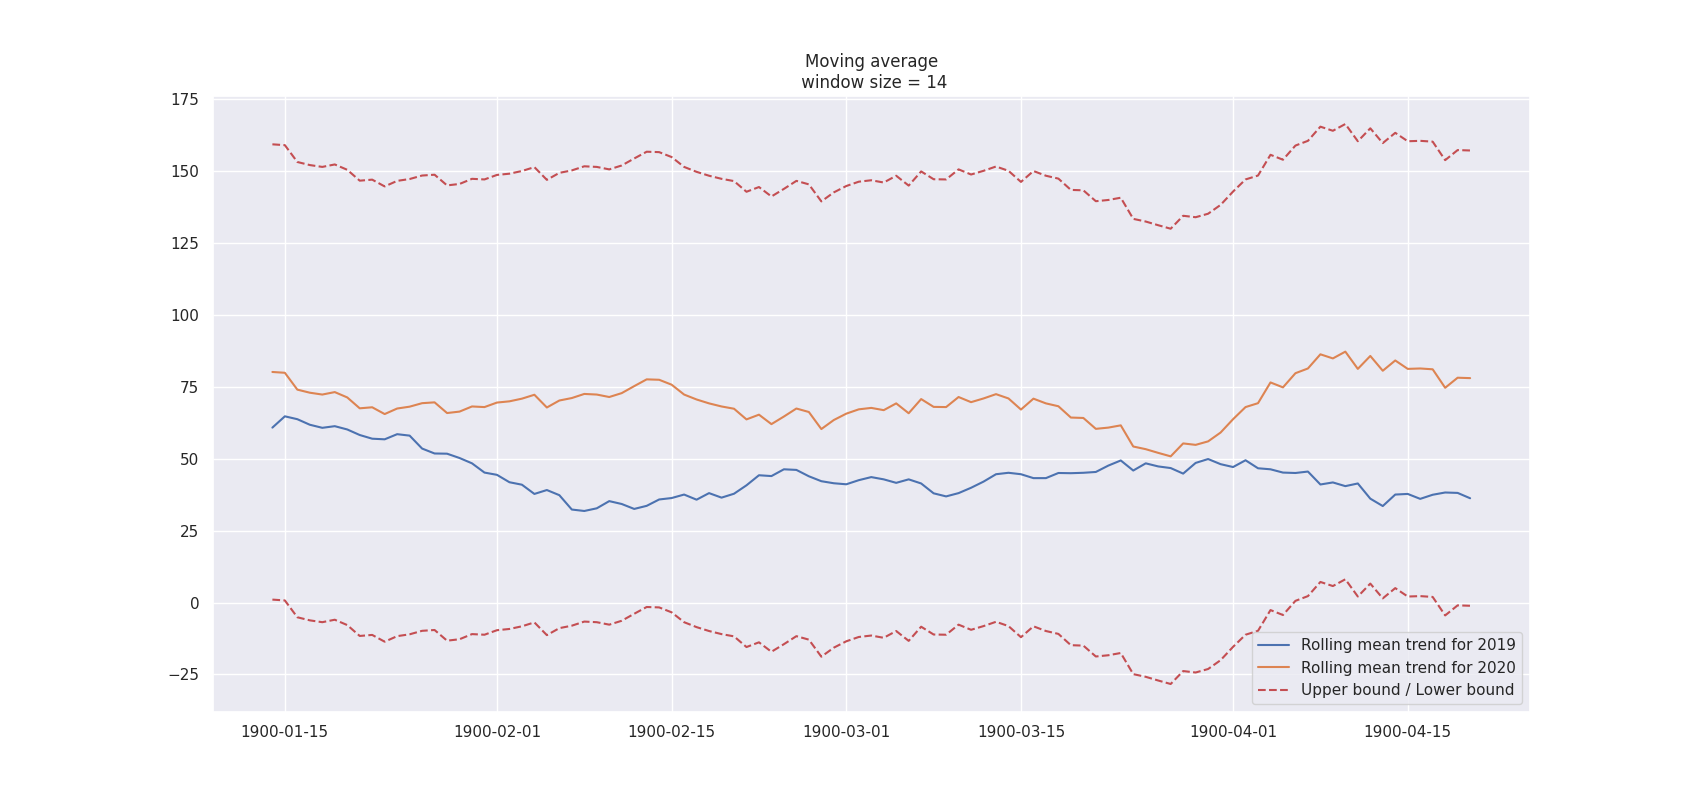 Moving average
window size = 14
175
150
125
100
75
50
25
0
−25
Rolling mean trend for 2019
Rolling mean trend for 2020
Upper bound / Lower bound
1900-01-15 1900-02-01 1900-02-15 1900-03-01 1900-03-15 1900-04-01 1900-04-15